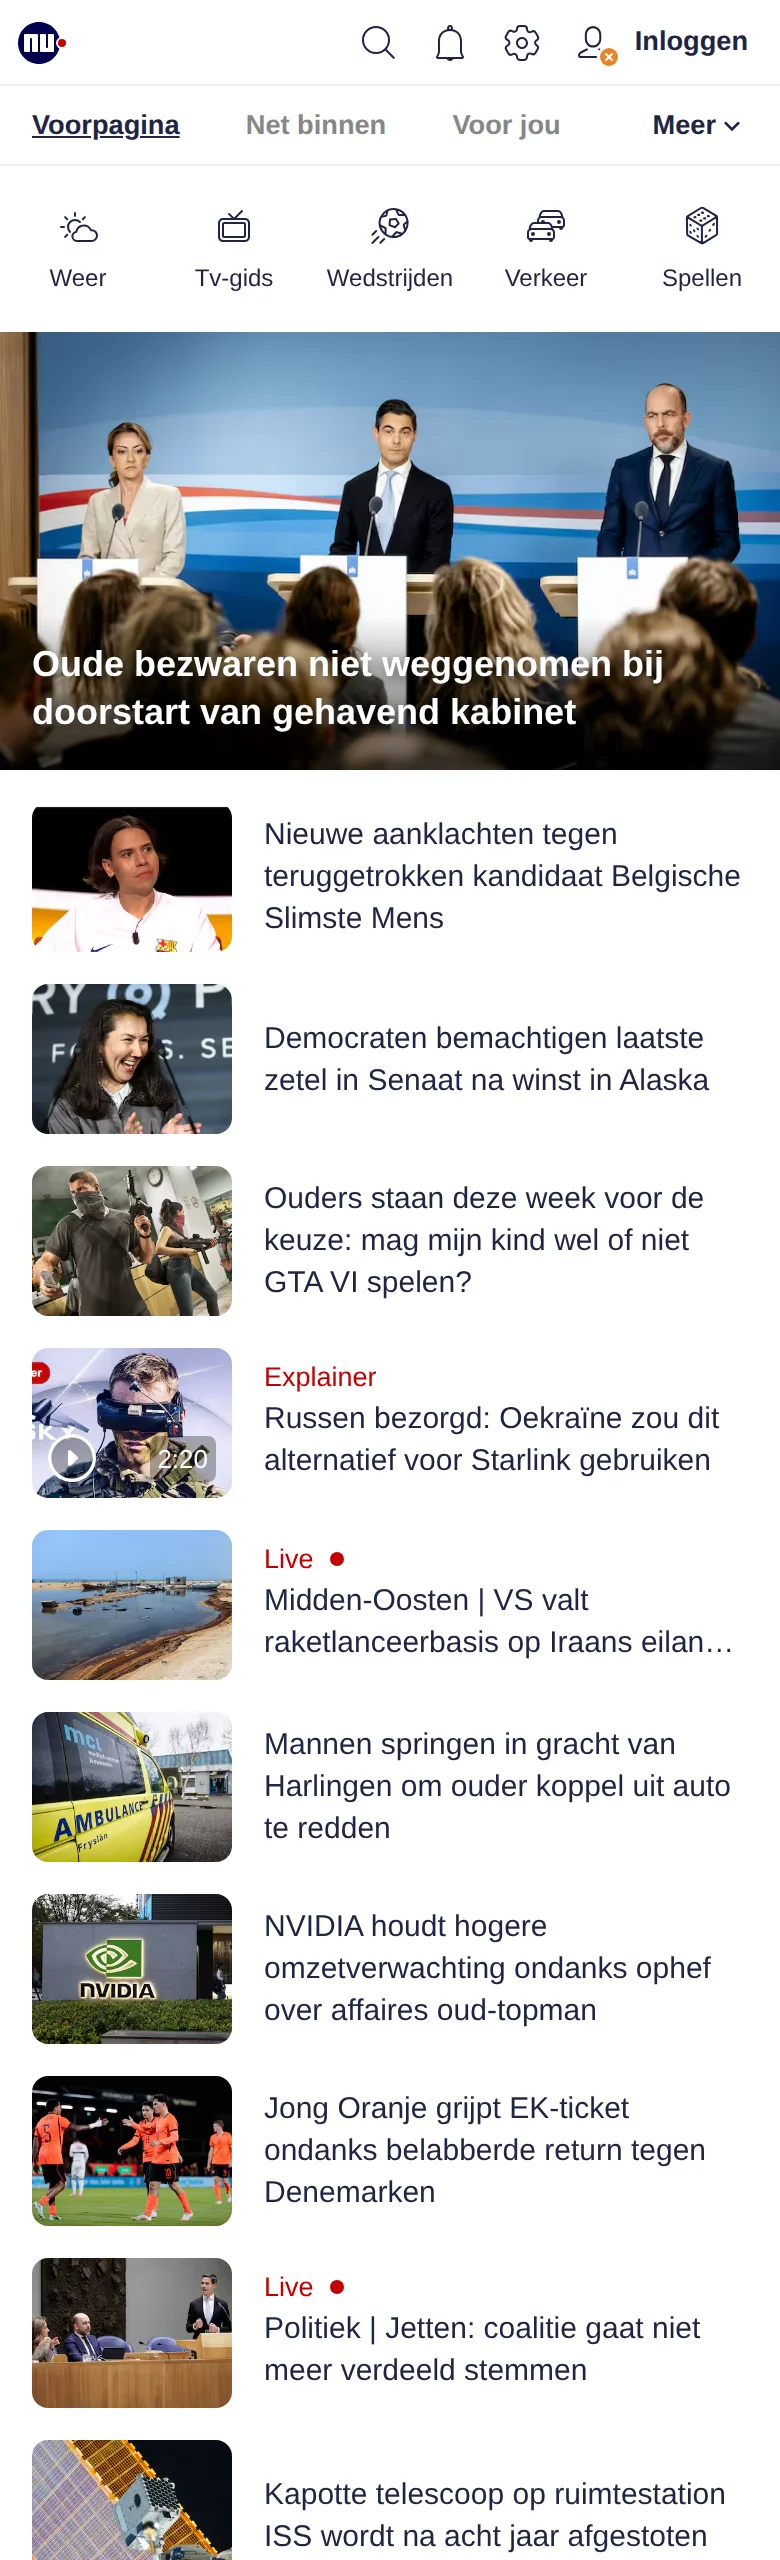 nu
Inloggen
Voorpagina
Net binnen
Voor jou
Meer
Weer
Tv-gids
Wedstrijden
Verkeer
Spellen
Oude bezwaren niet weggenomen bij
doorstart van gehavend kabinet
Nieuwe aanklachten tegen
teruggetrokken kandidaat Belgische
Slimste Mens
Democraten bemachtigen laatste
zetel in Senaat na winst in Alaska
Ouders staan deze week voor de
keuze: mag mijn kind wel of niet
GTA VI spelen?
er
2:20
Explainer
Russen bezorgd: Oekraïne zou dit
alternatief voor Starlink gebruiken
Live
Midden-Oosten | VS valt
raketlanceerbasis op Iraans eilan…
mcl
AMBULANCE
Fryslân
Mannen springen in gracht van
Harlingen om ouder koppel uit auto
te redden
NVIDIA
NVIDIA houdt hogere
omzetverwachting ondanks ophef
over affaires oud-topman
Jong Oranje grijpt EK-ticket
ondanks belabberde return tegen
Denemarken
Live
Politiek | Jetten: coalitie gaat niet
meer verdeeld stemmen
Kapotte telescoop op ruimtestation
ISS wordt na acht jaar afgestoten